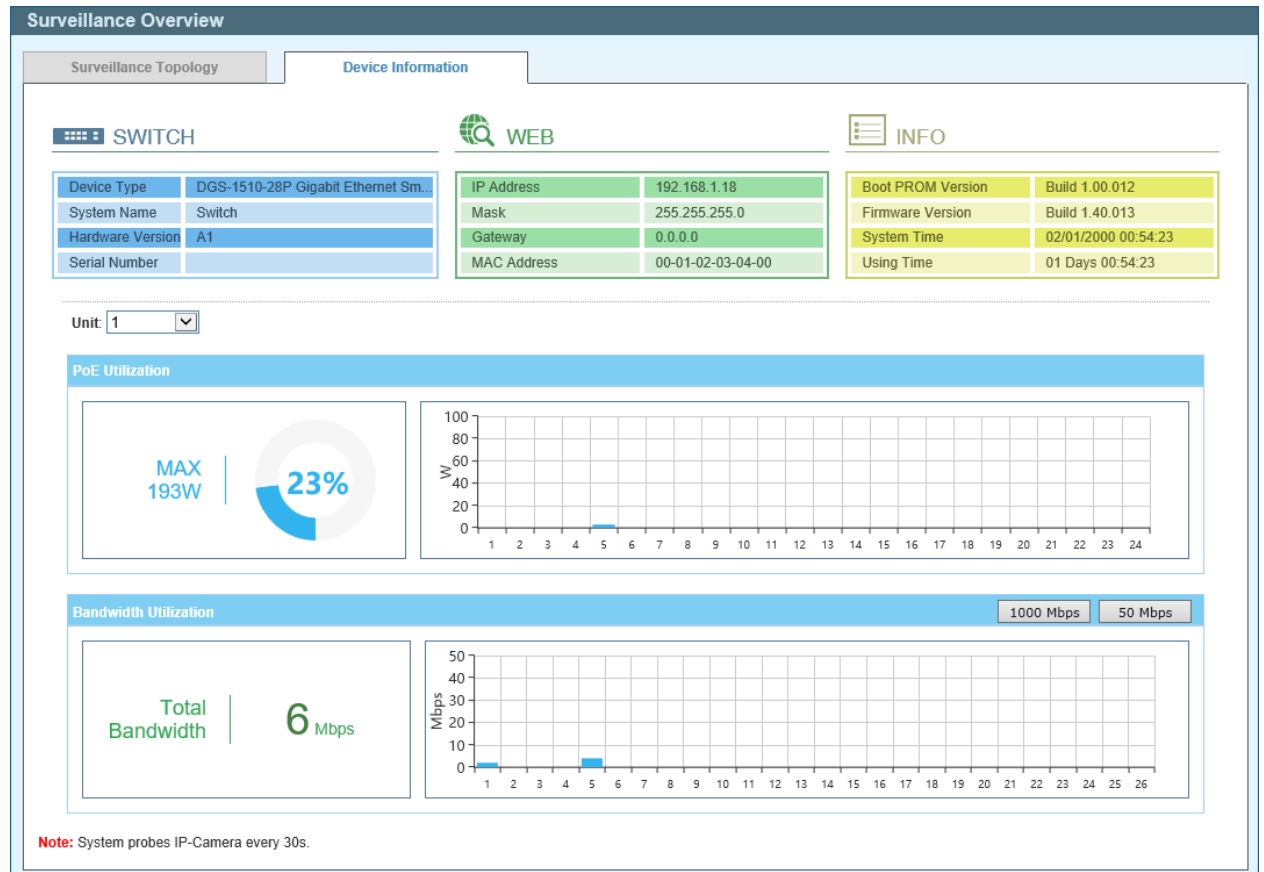 Surveillance Overview
Surveillance Topology
Device Information
SWITCH
Device Type DGS-1510-28P Gigabit Ethernet Sm...
System Name Switch
Hardware Version A1
Serial Number
WEB
IP Address 192.168.1.18
Mask 255.255.255.0
Gateway 0.0.0.0
MAC Address 00-01-02-03-04-00
INFO
Boot PROM Version Build 1.00.012
Firmware Version Build 1.40.013
System Time 02/01/2000 00:54:23
Using Time 01 Days 00:54:23
Unit: 1
PoE Utilization
MAX
193W
23%
100
80
60
40
20
0
W
1 2 3 4 5 6 7 8 9 10 11 12 13 14 15 16 17 18 19 20 21 22 23 24
Bandwidth Utilization
1000 Mbps
50 Mbps
Total
Bandwidth
6 Mbps
50
40
30
20
10
0
Mbps
1 2 3 4 5 6 7 8 9 10 11 12 13 14 15 16 17 18 19 20 21 22 23 24 25 26
Note: System probes IP-Camera every 30s.